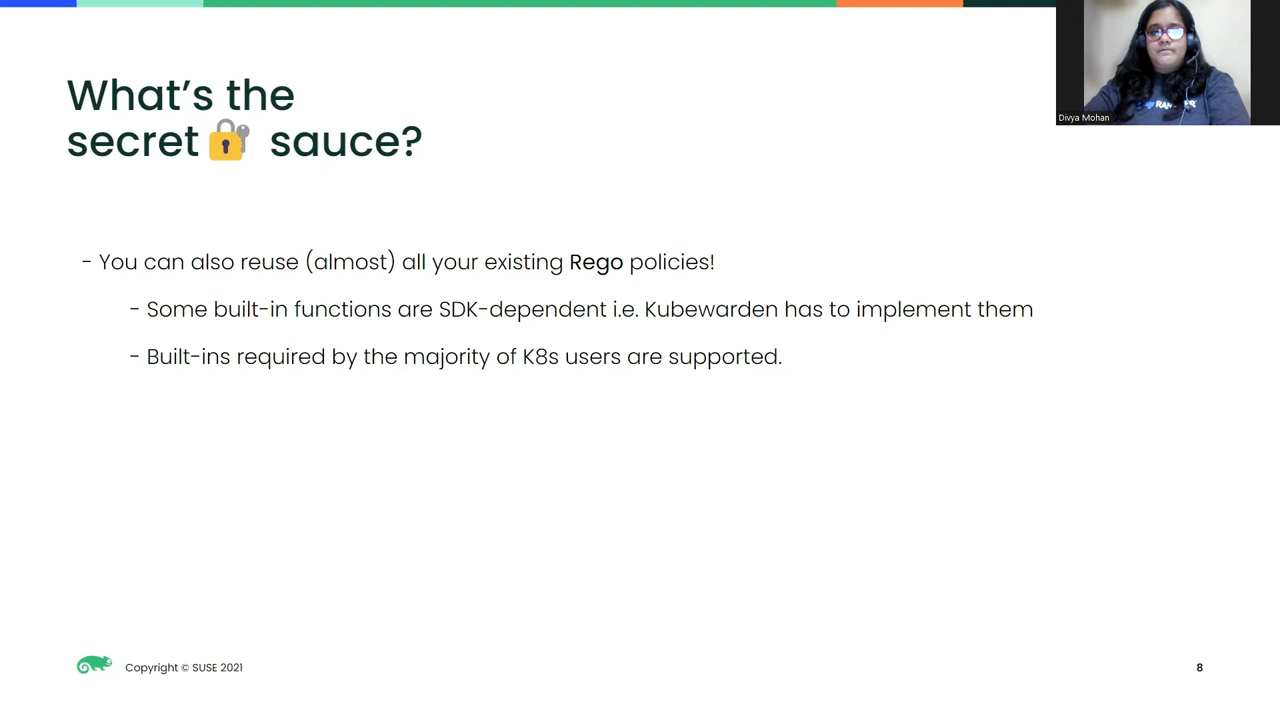 What's the
secret 🔐 sauce?
- You can also reuse (almost) all your existing Rego policies!
- Some built-in functions are SDK-dependent i.e. Kubewarden has to implement them
- Built-ins required by the majority of K8s users are supported.
Divya Mohan
Copyright © SUSE 2021
8